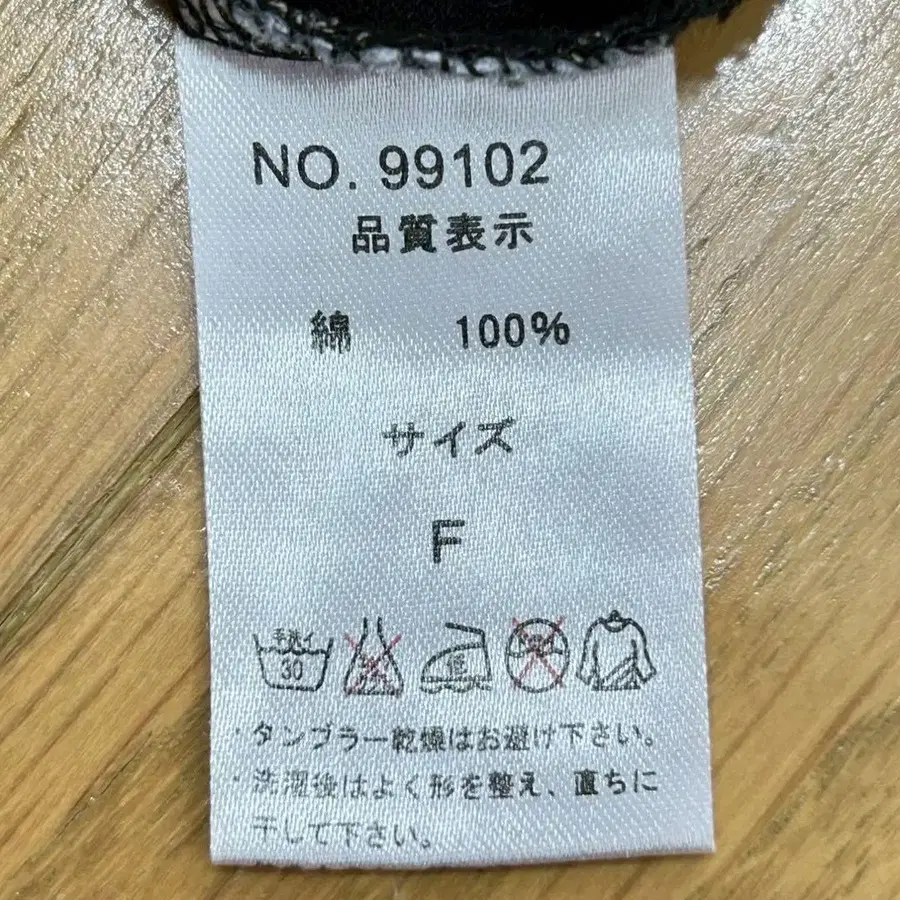 NO. 99102
品質表示
綿 100%
サイズ
F
手洗イ
30
低
・タンブラー乾燥はお避け下さい。
・洗濯後はよく形を整え、直ちに
干して下さい。